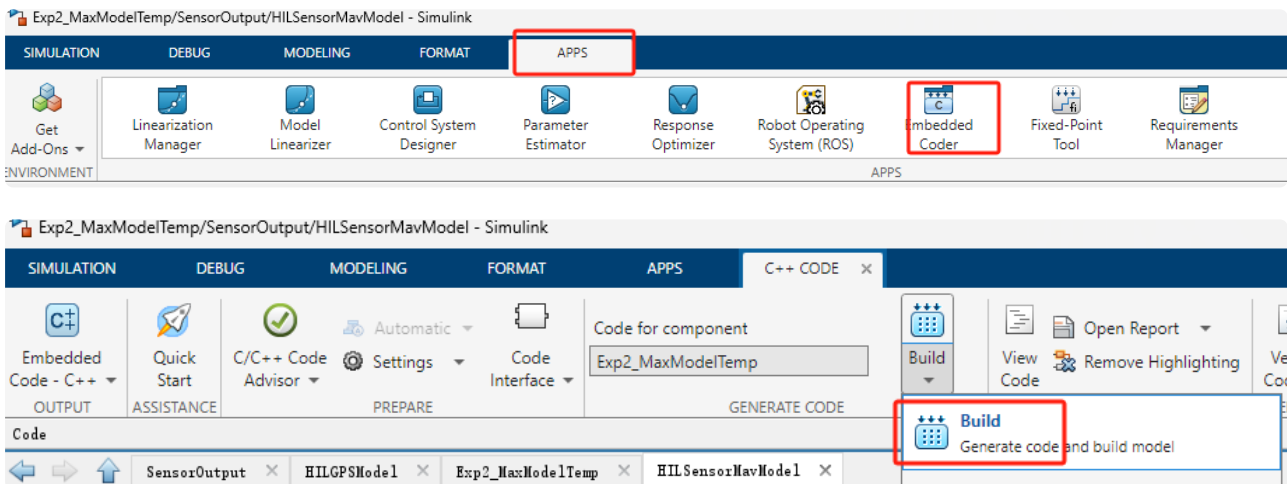 Exp2_MaxModelTemp/SensorOutput/HILSensorMavModel - Simulink
SIMULATION DEBUG MODELING FORMAT APPS
Get Add-Ons
Linearization Manager
Model Linearizer
Control System Designer
Parameter Estimator
Response Optimizer
Robot Operating System (ROS)
Embedded Coder
Fixed-Point Tool
Requirements Manager
ENVIRONMENT APPS
Exp2_MaxModelTemp/SensorOutput/HILSensorMavModel - Simulink
SIMULATION DEBUG MODELING FORMAT APPS C++ CODE
Embedded Code - C++
Quick Start
C/C++ Code Advisor
Automatic
Settings
Code Interface
Code for component
Exp2_MaxModelTemp
Build
View Code
Open Report
Remove Highlighting
OUTPUT ASSISTANCE PREPARE GENERATE CODE
Build
Generate code and build model
Code
SensorOutput HILGPSModel Exp2_MaxModelTemp HILSensorMavModel